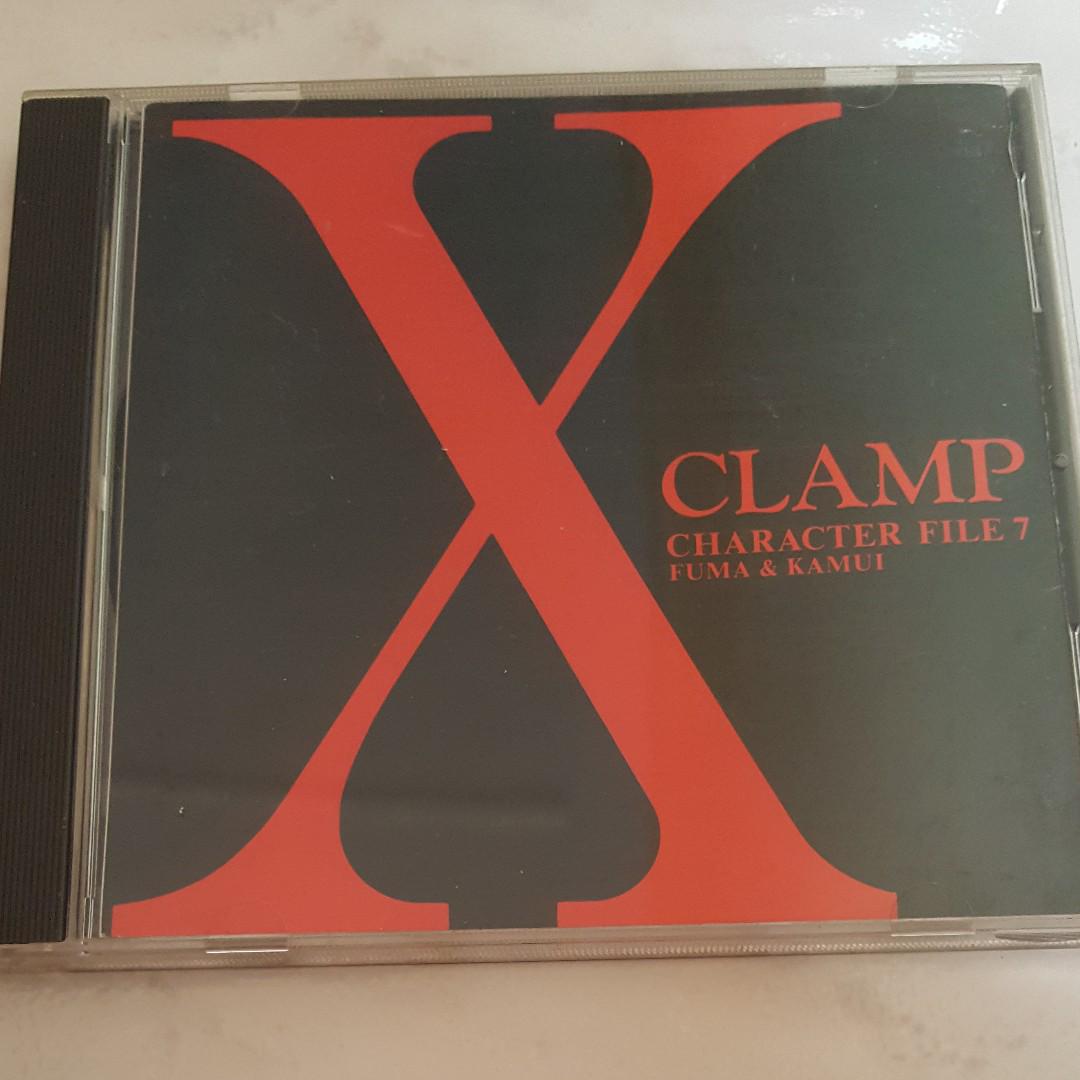 X
CLAMP
CHARACTER FILE 7
FUMA & KAMUI